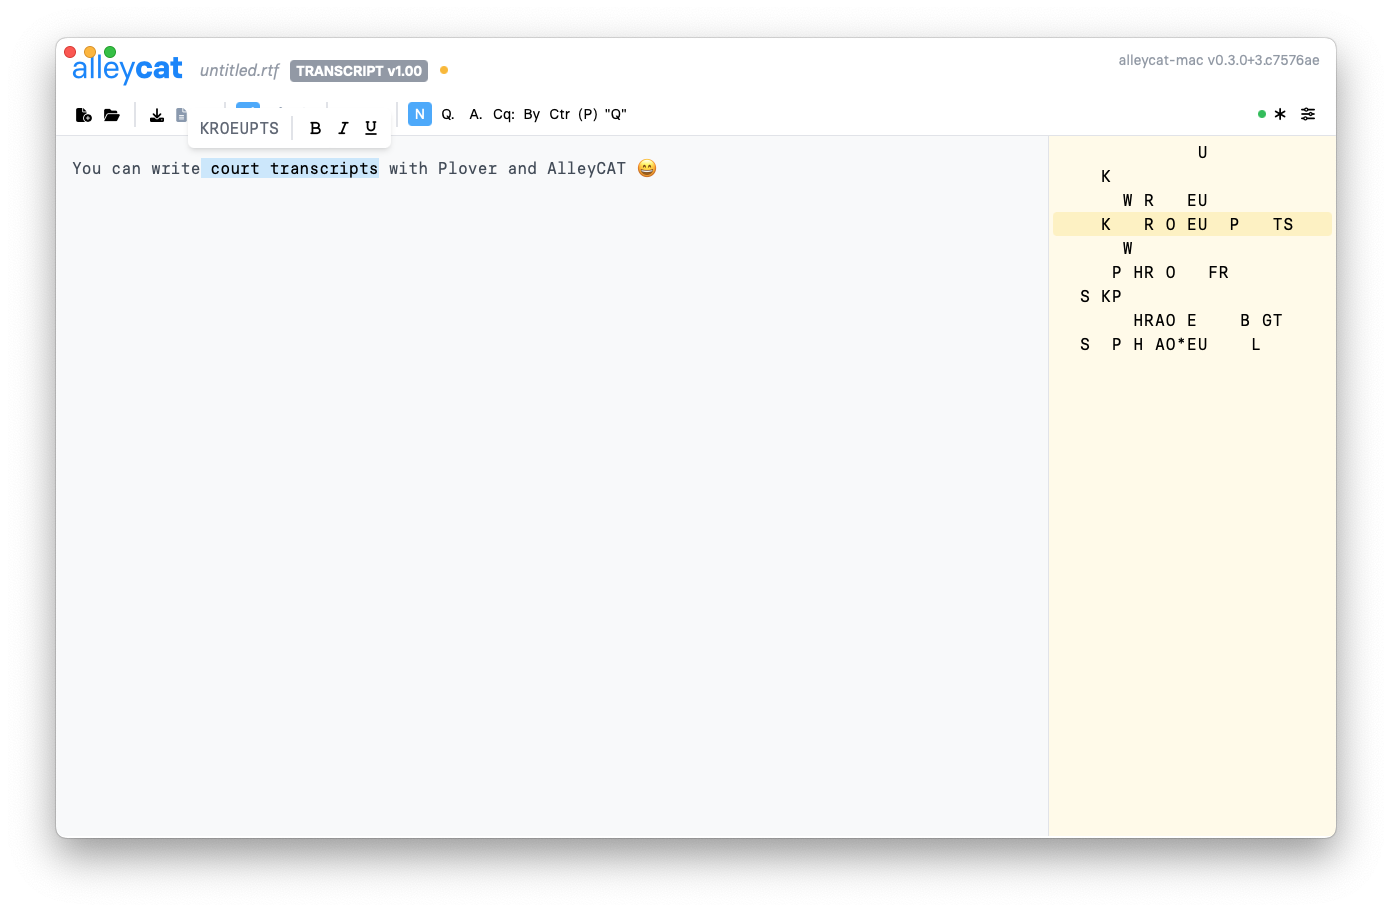 alleycat untitled.rtf TRANSCRIPT v1.00
alleycat-mac v0.3.0+3.c7576ae
N Q. A. Cq: By Ctr (P) "Q"
KROEUPTS B I U
You can write court transcripts with Plover and AlleyCAT 😄
U
K
W R EU
K R O EU P TS
W
P HR O FR
S KP
HRAO E B GT
S P H AO*EU L